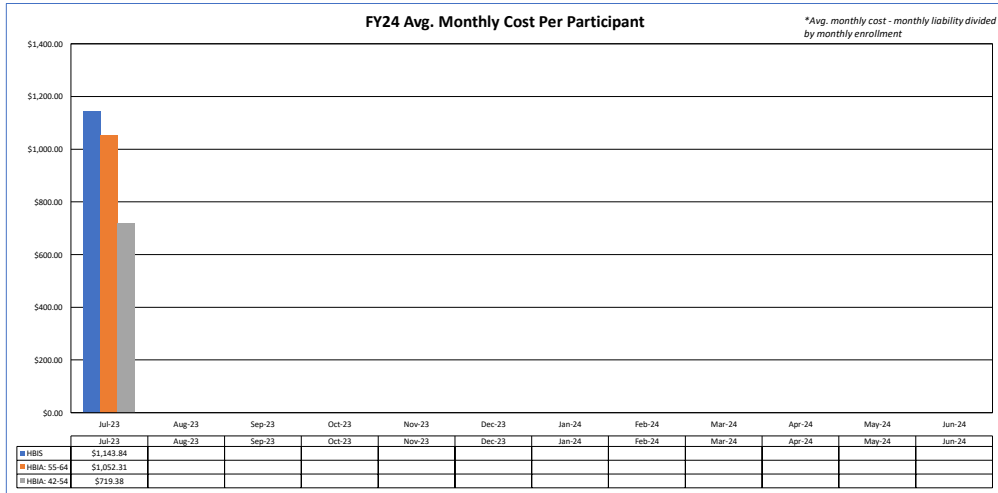 FY24 Avg. Monthly Cost Per Participant
*Avg. monthly cost - monthly liability divided
by monthly enrollment
$1,400.00
$1,200.00
$1,000.00
$800.00
$600.00
$400.00
$200.00
$0.00
Jul-23 Aug-23 Sep-23 Oct-23 Nov-23 Dec-23 Jan-24 Feb-24 Mar-24 Apr-24 May-24 Jun-24
Jul-23 Aug-23 Sep-23 Oct-23 Nov-23 Dec-23 Jan-24 Feb-24 Mar-24 Apr-24 May-24 Jun-24
HBIS $1,143.84
HBIA: 55-64 $1,052.31
HBIA: 42-54 $719.38